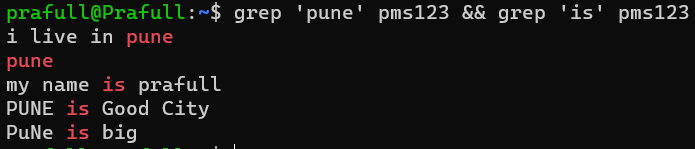 prafull@Prafull:~$ grep 'pune' pms123 && grep 'is' pms123
i live in pune
pune
my name is prafull
PUNE is Good City
PuNe is big